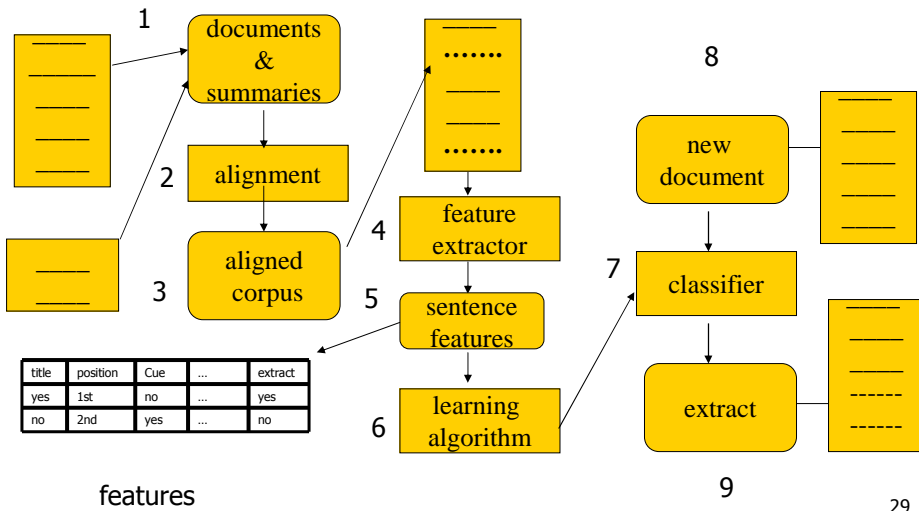 1
documents
&
summaries
2
alignment
3
aligned
corpus
4
feature
extractor
5
sentence
features
title position Cue ... extract
yes 1st no ... yes
no 2nd yes ... no
6
learning
algorithm
7
classifier
8
new
document
extract
9
features
29